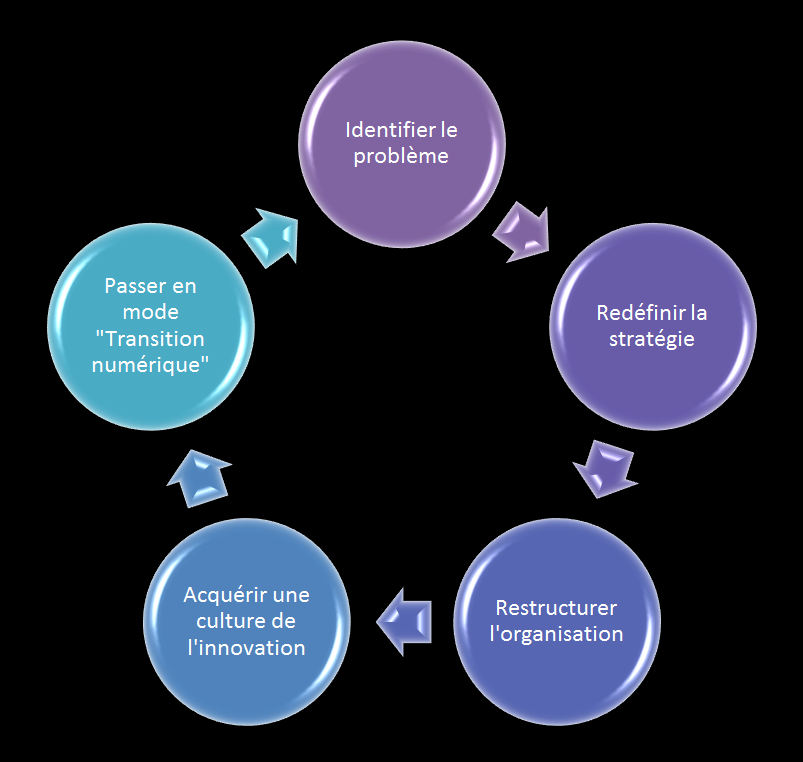 Identifier le
problème
Redéfinir la
stratégie
Restructurer
l'organisation
Acquérir une
culture de
l'innovation
Passer en
mode
"Transition
numérique"